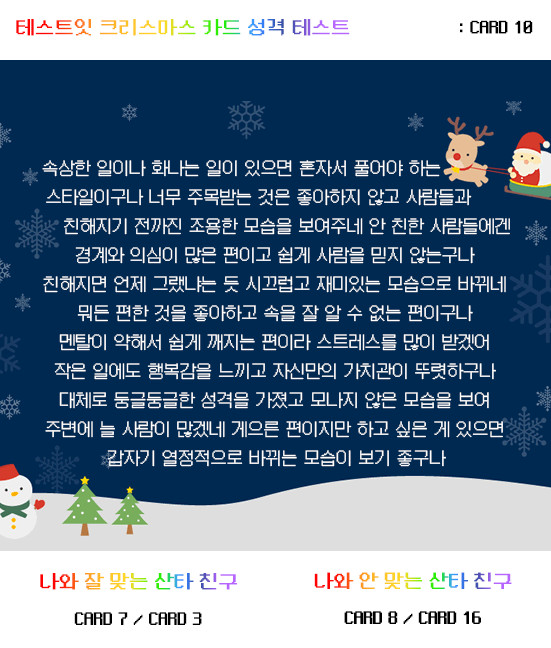 테스트잇 크리스마스 카드 성격 테스트
: CARD 10
속상한 일이나 화나는 일이 있으면 혼자서 풀어야 하는
스타일이구나 너무 주목받는 것은 좋아하지 않고 사람들과
친해지기 전까진 조용한 모습을 보여주네 안 친한 사람들에겐
경계와 의심이 많은 편이고 쉽게 사람을 믿지 않는구나
친해지면 언제 그랬냐는 듯 시끄럽고 재미있는 모습으로 바뀌네
뭐든 편한 것을 좋아하고 속을 잘 알 수 없는 편이구나
멘탈이 약해서 쉽게 깨지는 편이라 스트레스를 많이 받겠어
작은 일에도 행복감을 느끼고 자신만의 가치관이 뚜렷하구나
대체로 둥글둥글한 성격을 가졌고 모나지 않은 모습을 보여
주변에 늘 사람이 많겠네 게으른 편이지만 하고 싶은 게 있으면
갑자기 열정적으로 바뀌는 모습이 보기 좋구나
나와 잘 맞는 산타 친구
CARD 7 / CARD 3
나와 안 맞는 산타 친구
CARD 8 / CARD 16